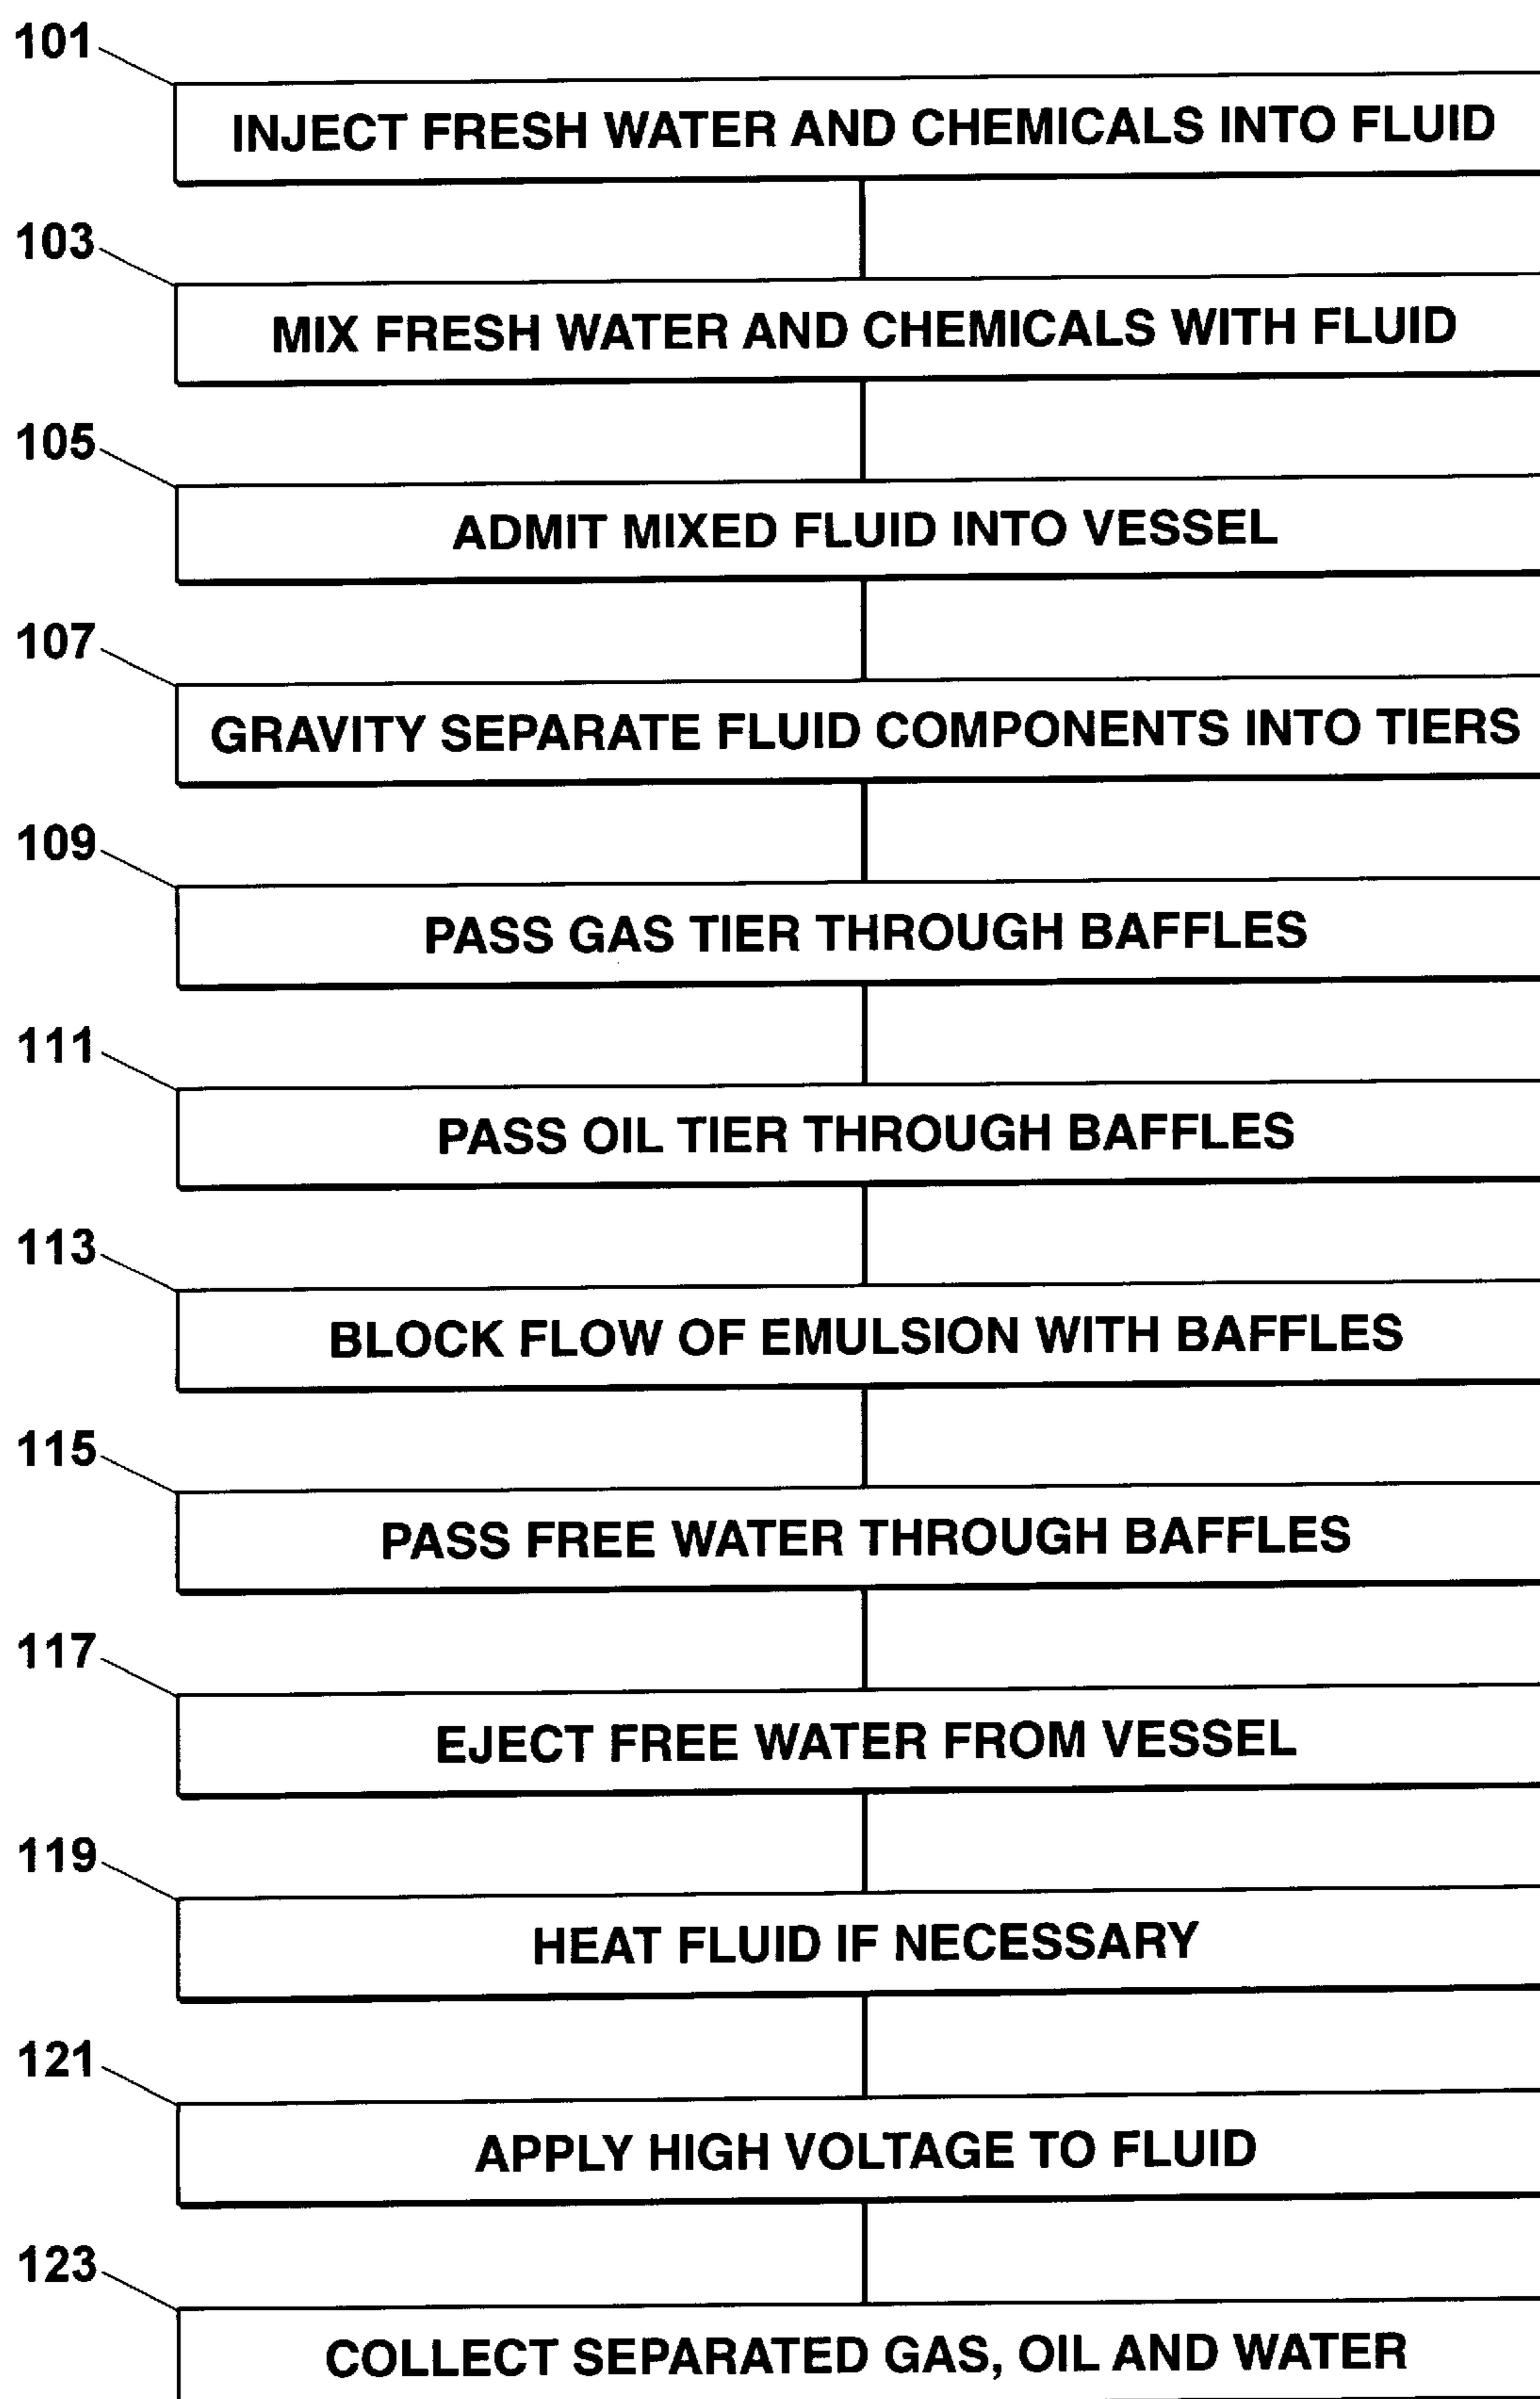 101
INJECT FRESH WATER AND CHEMICALS INTO FLUID
103
MIX FRESH WATER AND CHEMICALS WITH FLUID
105
ADMIT MIXED FLUID INTO VESSEL
107
GRAVITY SEPARATE FLUID COMPONENTS INTO TIERS
109
PASS GAS TIER THROUGH BAFFLES
111
PASS OIL TIER THROUGH BAFFLES
113
BLOCK FLOW OF EMULSION WITH BAFFLES
115
PASS FREE WATER THROUGH BAFFLES
117
EJECT FREE WATER FROM VESSEL
119
HEAT FLUID IF NECESSARY
121
APPLY HIGH VOLTAGE TO FLUID
123
COLLECT SEPARATED GAS, OIL AND WATER